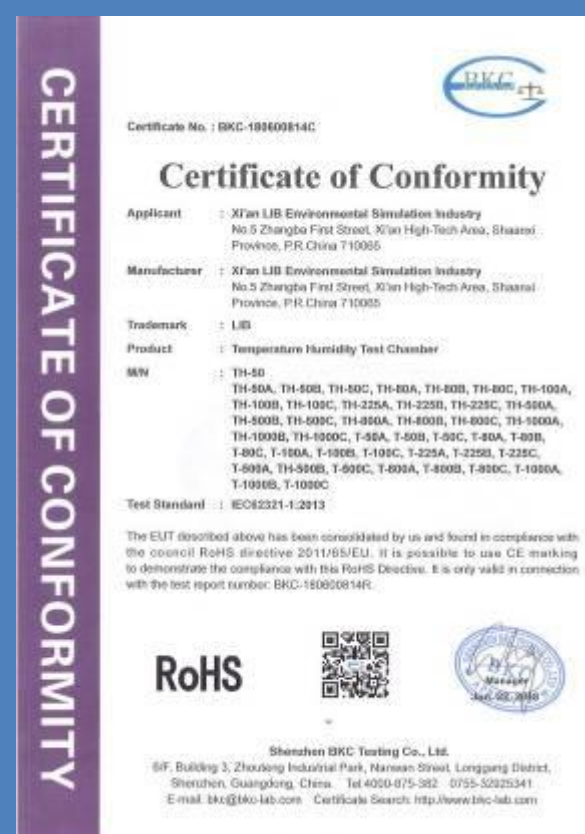 CERTIFICATE OF CONFORMITY
BKC
Certificate No. : BKC-180600814C
Certificate of Conformity
Applicant : Xi'an LIB Environmental Simulation Industry
No.5 Zhangba First Street, Xi'an High-Tech Area, Shaanxi
Province, P.R.China 710065
Manufacturer : Xi'an LIB Environmental Simulation Industry
No.5 Zhangba First Street, Xi'an High-Tech Area, Shaanxi
Province, P.R.China 710065
Trademark : LIB
Product : Temperature Humidity Test Chamber
M/N : TH-50
TH-50A, TH-50B, TH-50C, TH-80A, TH-80B, TH-80C, TH-100A,
TH-100B, TH-100C, TH-225A, TH-225B, TH-225C, TH-500A,
TH-500B, TH-500C, TH-800A, TH-800B, TH-800C, TH-1000A,
TH-1000B, TH-1000C, T-50A, T-50B, T-50C, T-80A, T-80B,
T-80C, T-100A, T-100B, T-100C, T-225A, T-225B, T-225C,
T-500A, TH-500B, T-500C, T-800A, T-800B, T-800C, T-1000A,
T-1000B, T-1000C
Test Standard : IEC62321-1:2013
The EUT described above has been consolidated by us and found in compliance with
the council RoHS directive 2011/65/EU. It is possible to use CE marking
to demonstrate the compliance with this RoHS Directive. It is only valid in connection
with the test report number: BKC-180600814R.
RoHS
Manager
Shenzhen BKC Testing Co., Ltd.
6/F, Building 3, Zhouteng Industrial Park, Nanwan Street, Longgang District,
Shenzhen, Guangdong, China. Tel:4000-875-382 0755-32925341
E-mail: bkc@bkc-lab.com Certificate Search: http://www.bkc-lab.com